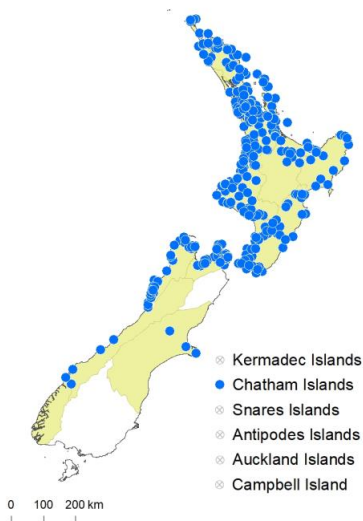 Kermadec Islands
Chatham Islands
Snares Islands
Antipodes Islands
Auckland Islands
Campbell Island
0 100 200 km